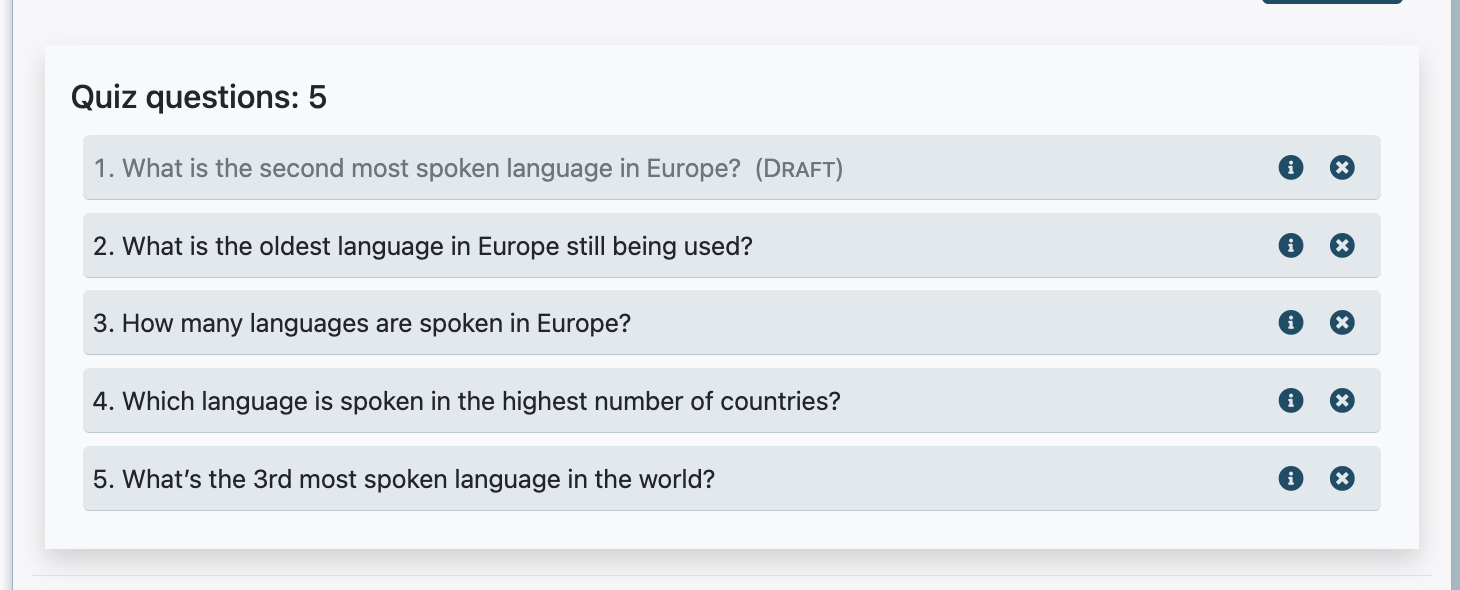 Quiz questions: 5
1. What is the second most spoken language in Europe? (DRAFT)
2. What is the oldest language in Europe still being used?
3. How many languages are spoken in Europe?
4. Which language is spoken in the highest number of countries?
5. What’s the 3rd most spoken language in the world?